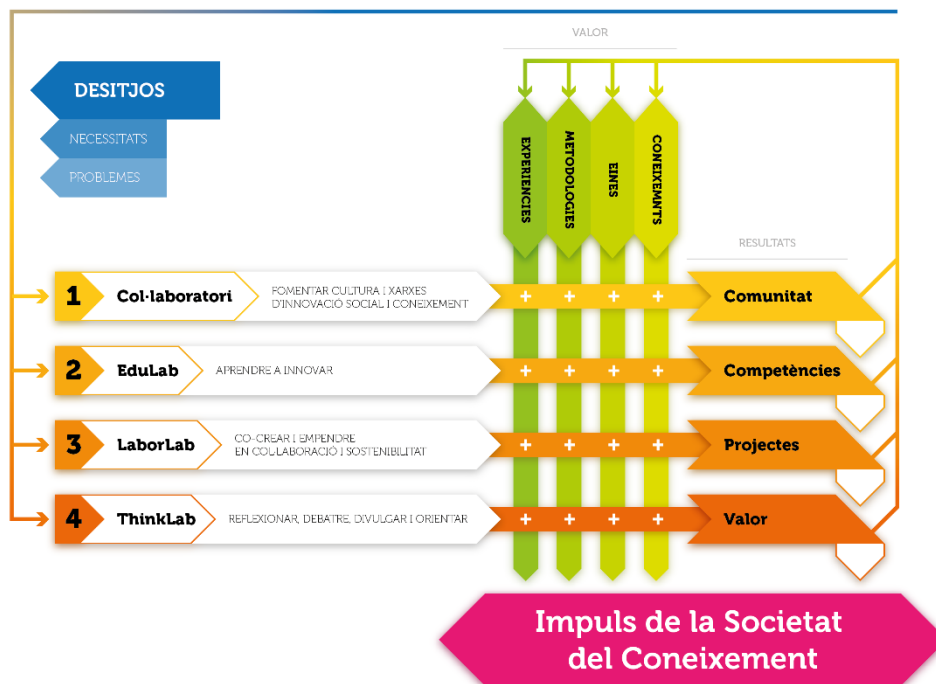 VALOR
DESITJOS
NECESSITATS
PROBLEMES
EXPERIENCIES
METODOLOGIES
EINES
CONEIXEMNTS
RESULTATS
1 Col·laboratori
FOMENTAR CULTURA I XARXES
D'INNOVACIÓ SOCIAL I CONEIXEMENT
+ + + +
Comunitat
2 EduLab
APRENDRE A INNOVAR
+ + + +
Competències
3 LaborLab
CO-CREAR I EMPENDRE
EN COL·LABORACIÓ I SOSTENIBILITAT
+ + + +
Projectes
4 ThinkLab
REFLEXIONAR, DEBATRE, DIVULGAR I ORIENTAR
+ + + +
Valor
Impuls de la Societat
del Coneixement